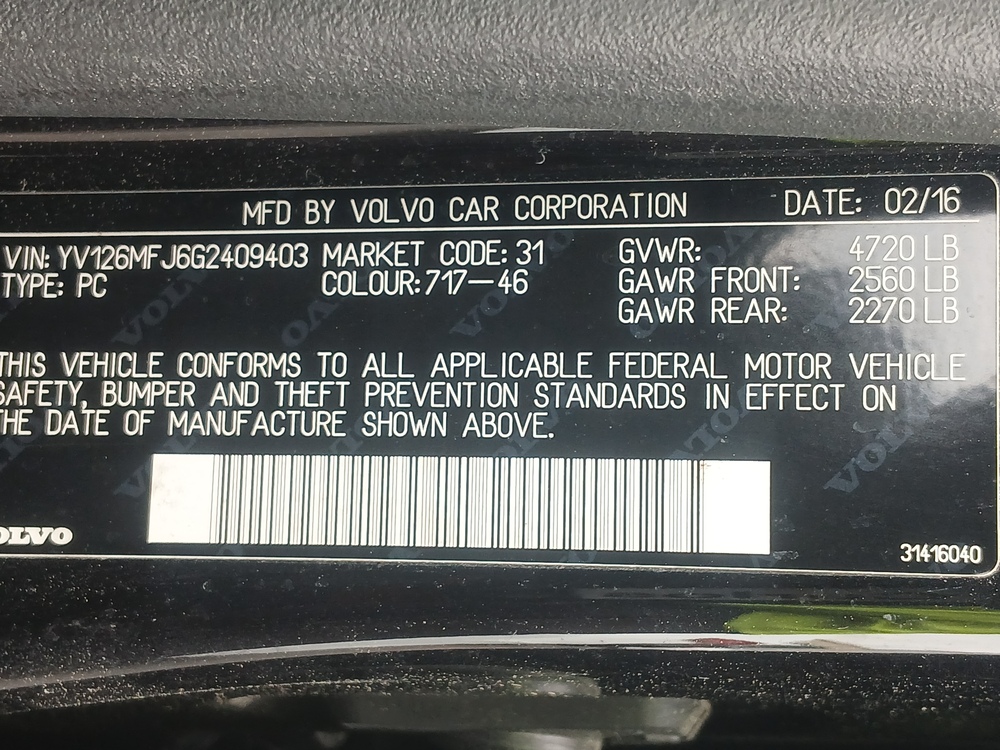 MFD BY VOLVO CAR CORPORATION DATE: 02/16
VIN: YV126MFJ6G2409403 MARKET CODE: 31 GVWR: 4720 LB
TYPE: PC COLOUR: 717-46 GAWR FRONT: 2560 LB
GAWR REAR: 2270 LB
THIS VEHICLE CONFORMS TO ALL APPLICABLE FEDERAL MOTOR VEHICLE
SAFETY, BUMPER AND THEFT PREVENTION STANDARDS IN EFFECT ON
THE DATE OF MANUFACTURE SHOWN ABOVE.
VOLVO
31416040